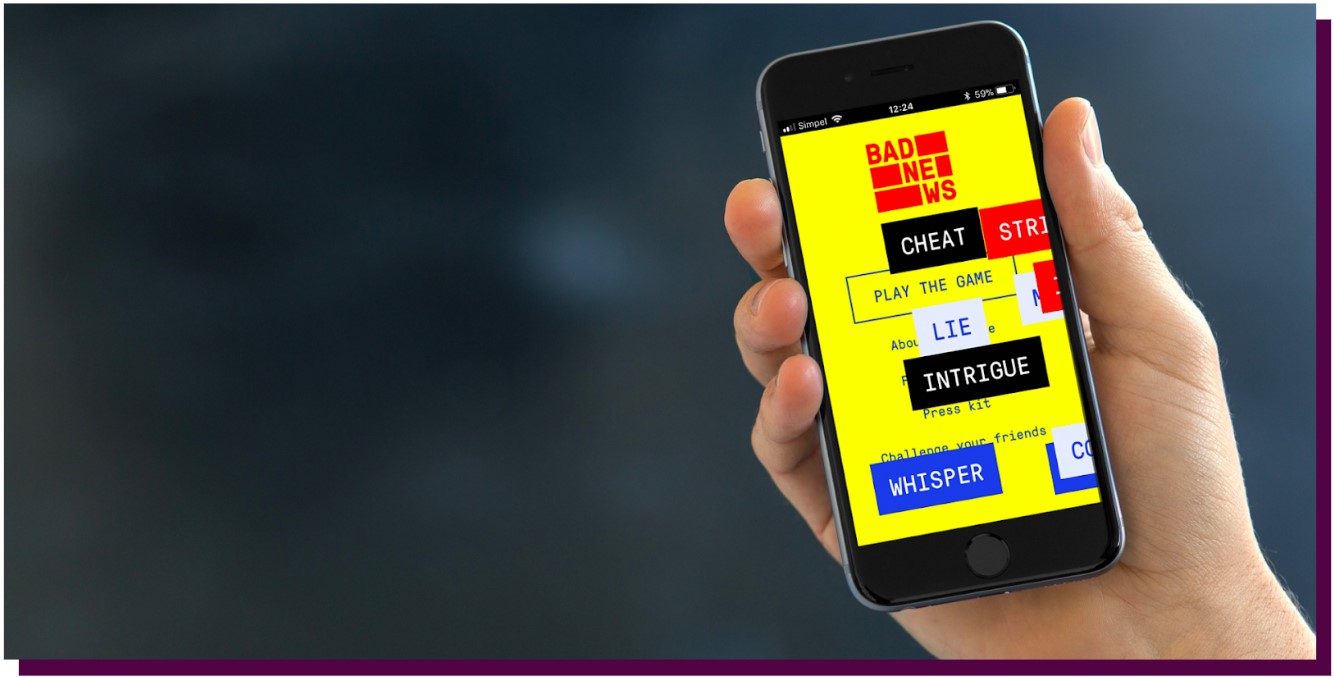 Simpel 12:24 59%
BAD
NE
WS
CHEAT
PLAY THE GAME
LIE
INTRIGUE
Press kit
Challenge your friends
WHISPER